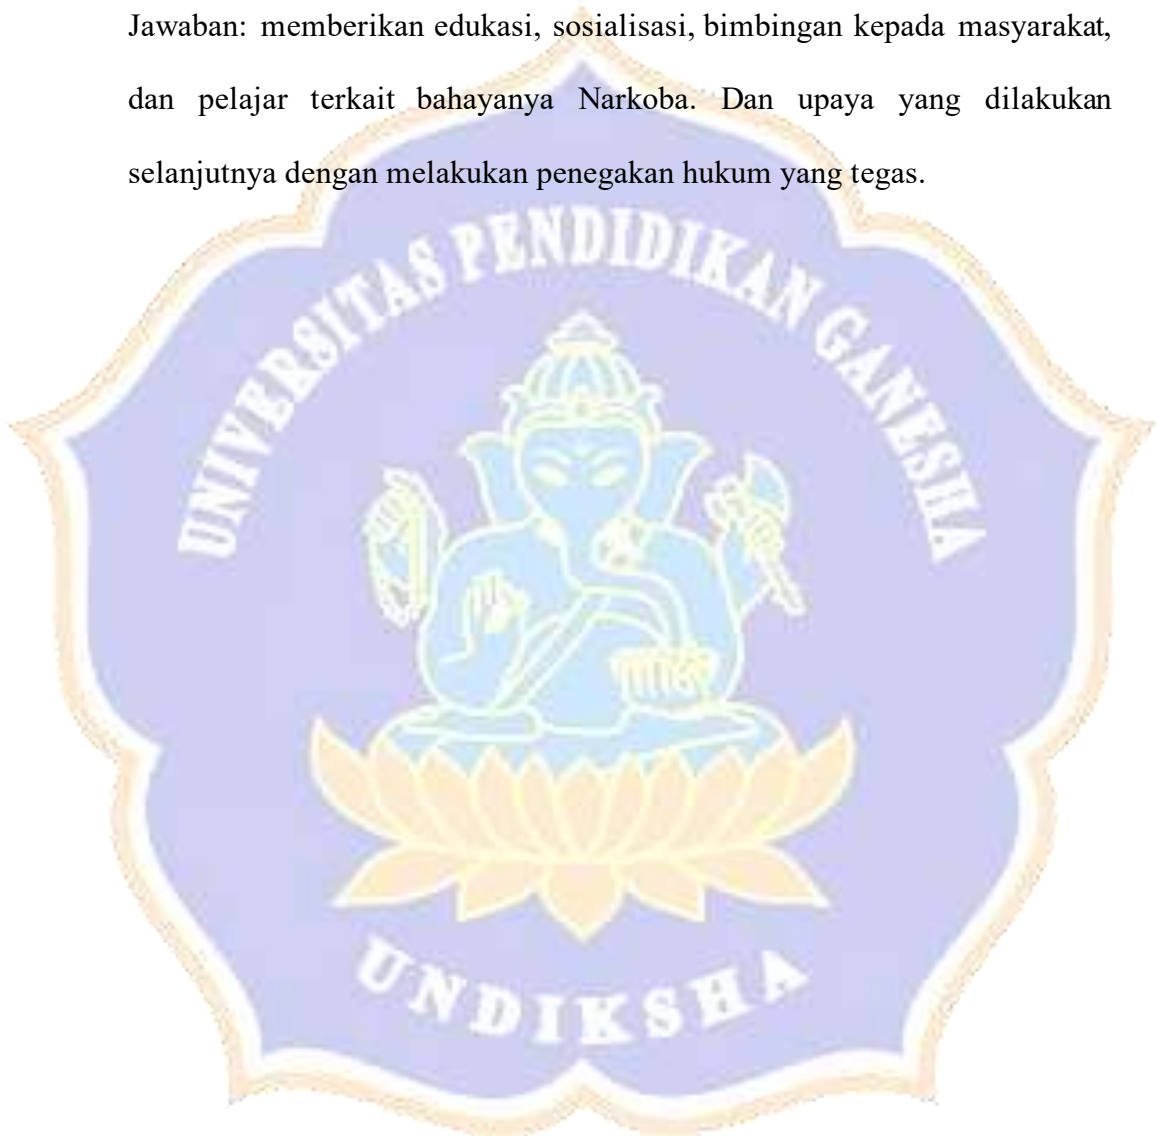 Jawaban: memberikan edukasi, sosialisasi, bimbingan kepada masyarakat,
dan pelajar terkait bahayanya Narkoba. Dan upaya yang dilakukan
selanjutnya dengan melakukan penegakan hukum yang tegas.
UNIVERSITAS PENDIDIKAN GANESHA
UNDIKSHA